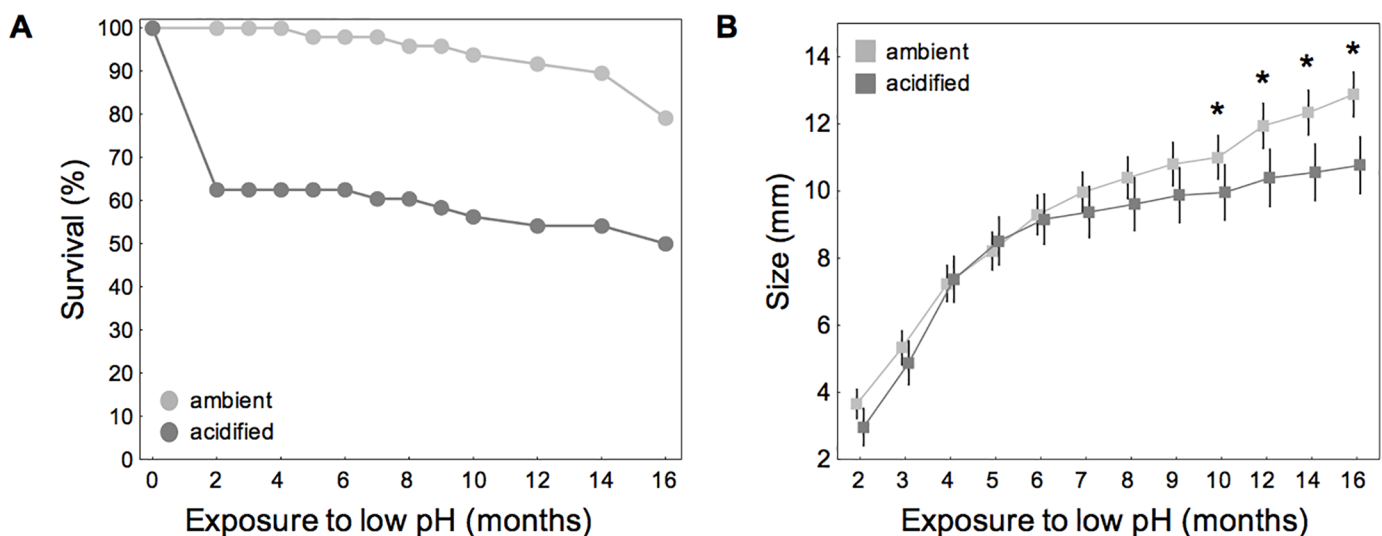 A
Survival (%)
100
90
80
70
60
50
40
30
20
10
0
ambient
acidified
0 2 4 6 8 10 12 14 16
Exposure to low pH (months)
B
Size (mm)
14
12
10
8
6
4
2
ambient
acidified
* * * *
2 3 4 5 6 7 8 9 10 12 14 16
Exposure to low pH (months)